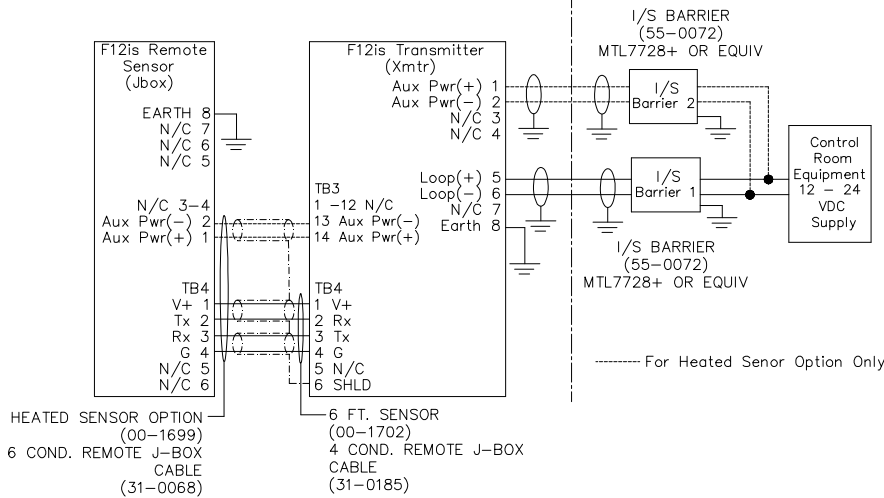 F12is Remote
Sensor
(Jbox)
EARTH 8
N/C 7
N/C 6
N/C 5
N/C 3-4
Aux Pwr(-) 2
Aux Pwr(+) 1
TB4
V+ 1
Tx 2
Rx 3
G 4
N/C 5
N/C 6
F12is Transmitter
(Xmtr)
Aux Pwr(+) 1
Aux Pwr(-) 2
N/C 3
N/C 4
Loop(+) 5
Loop(-) 6
N/C 7
Earth 8
TB3
1 -12 N/C
13 Aux Pwr(-)
14 Aux Pwr(+)
TB4
1 V+
2 Rx
3 Tx
4 G
5 N/C
6 SHLD
I/S BARRIER
(55-0072)
MTL7728+ OR EQUIV
I/S
Barrier 2
I/S
Barrier 1
I/S BARRIER
(55-0072)
MTL7728+ OR EQUIV
Control
Room
Equipment
12 - 24
VDC
Supply
For Heated Senor Option Only
HEATED SENSOR OPTION
(00-1699)
6 COND. REMOTE J-BOX
CABLE
(31-0068)
6 FT. SENSOR
(00-1702)
4 COND. REMOTE J-BOX
CABLE
(31-0185)